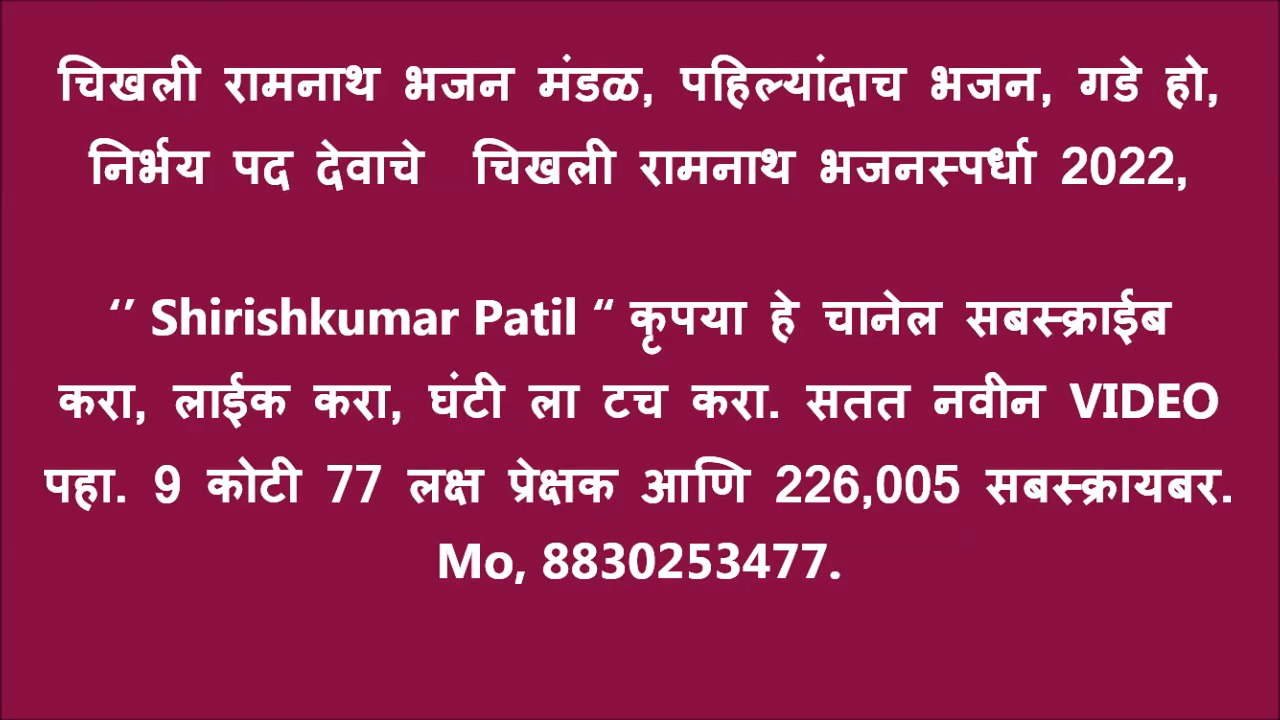 चिखली रामनाथ भजन मंडळ, पहिल्यांदाच भजन, गडे हो,
निर्भय पद देवाचे चिखली रामनाथ भजनस्पर्धा 2022,
‘’ Shirishkumar Patil “ कृपया हे चानेल सबस्क्राईब
करा, लाईक करा, घंटी ला टच करा. सतत नवीन VIDEO
पहा. 9 कोटी 77 लक्ष प्रेक्षक आणि 226,005 सबस्क्रायबर.
Mo, 8830253477.